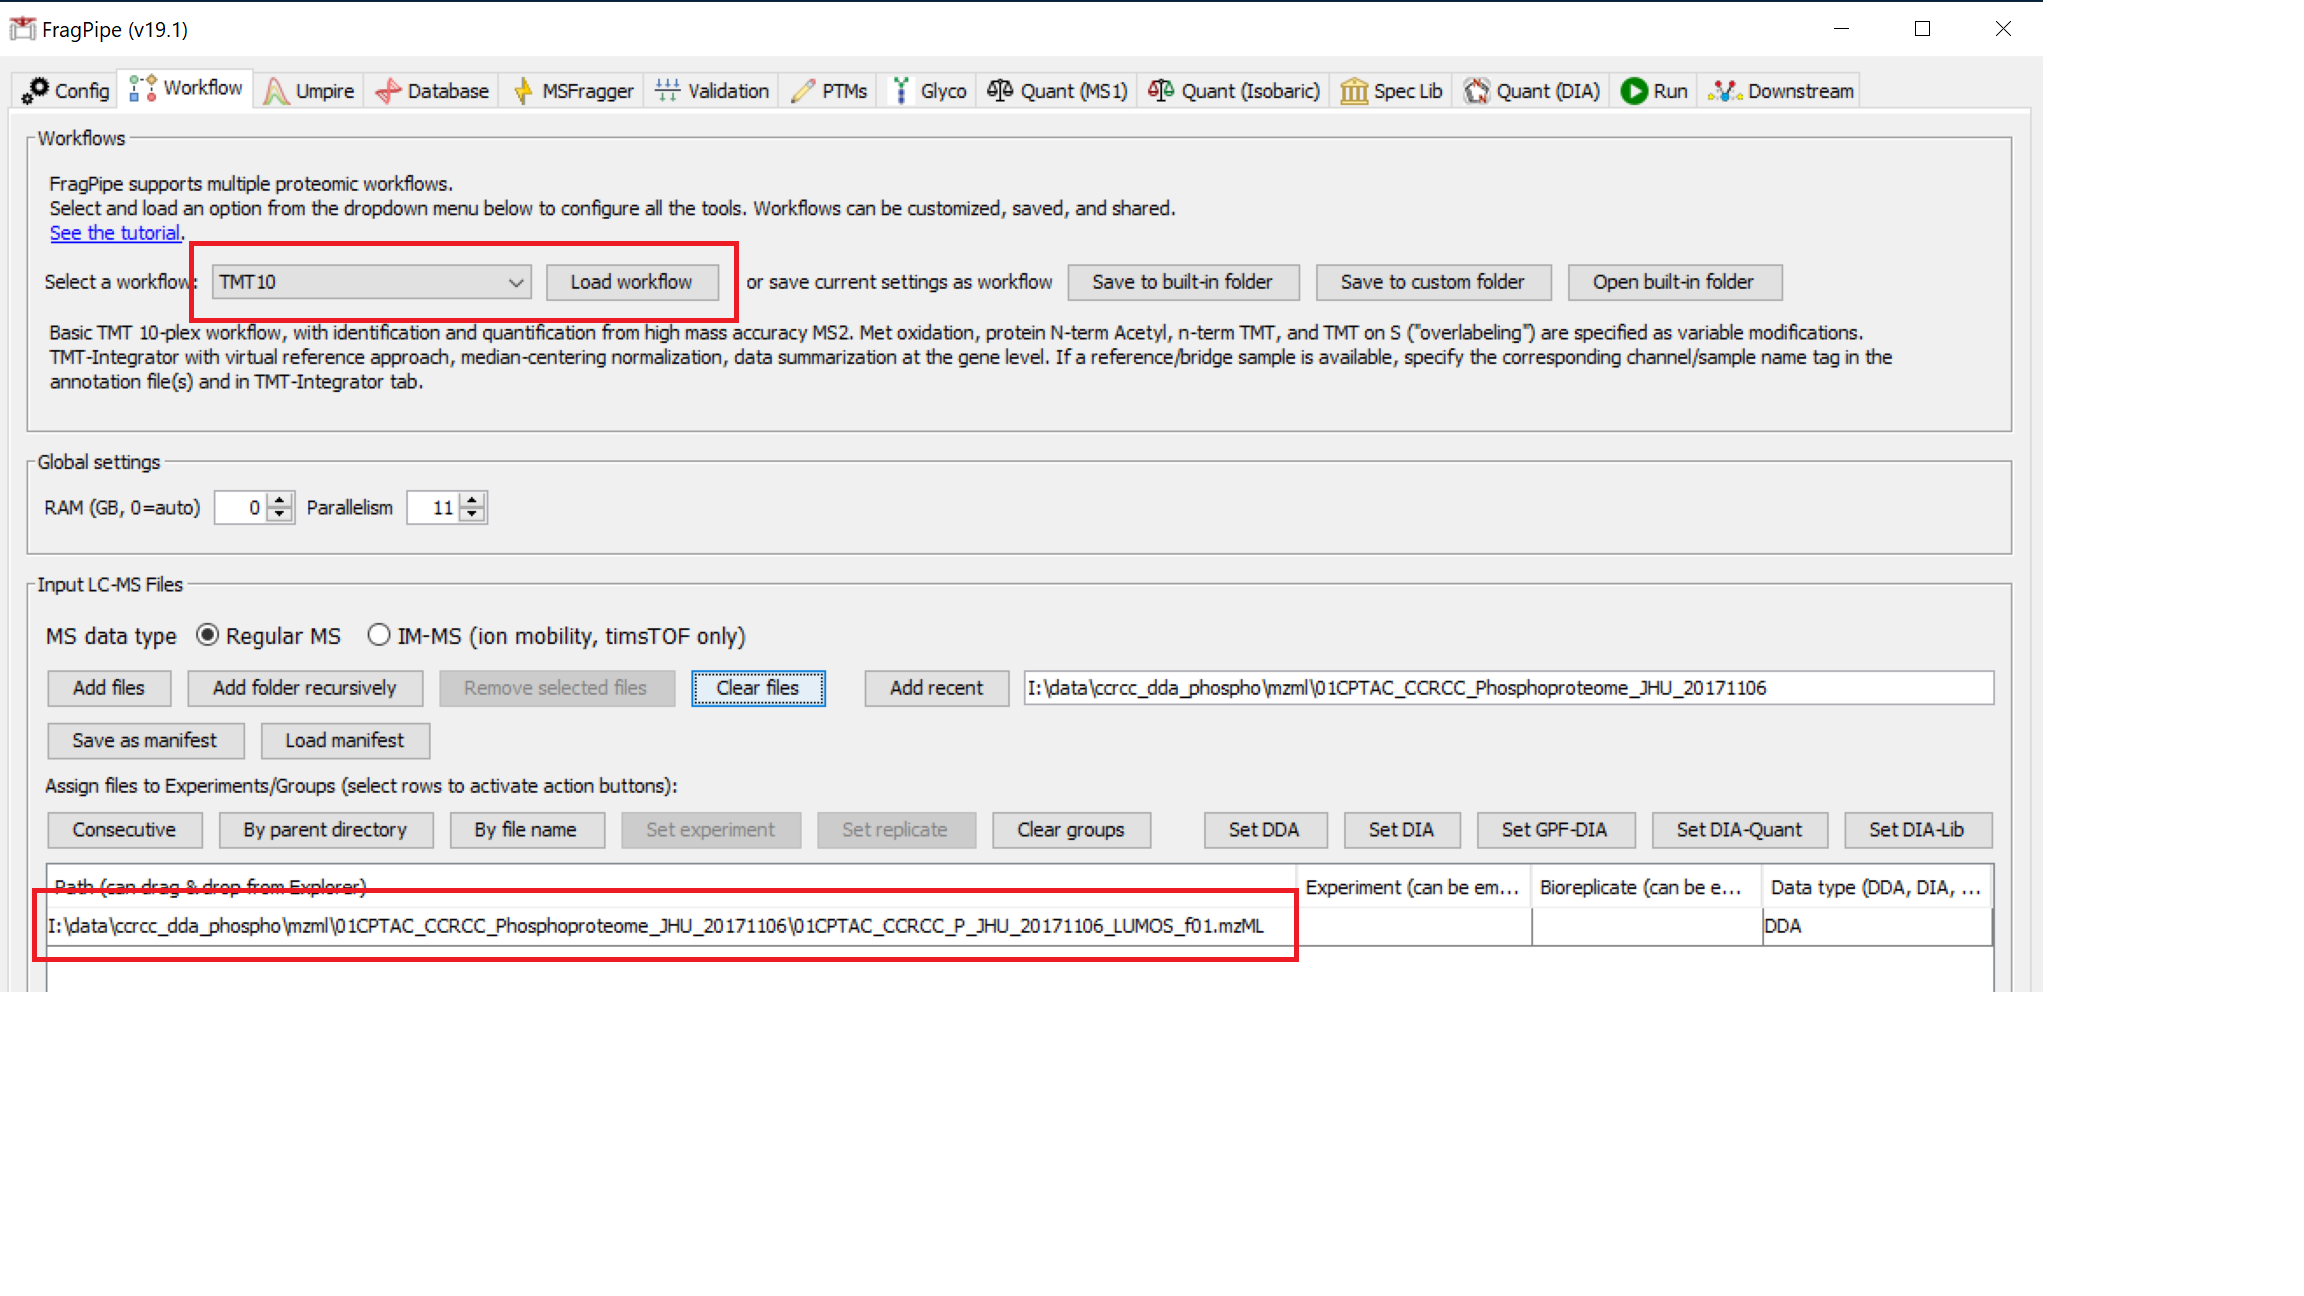 FragPipe (v19.1)
Config Workflow Umpire Database MSFragger Validation PTMs Glyco Quant (MS1) Quant (Isobaric) Spec Lib Quant (DIA) Run Downstream
Workflows
FragPipe supports multiple proteomic workflows.
Select and load an option from the dropdown menu below to configure all the tools. Workflows can be customized, saved, and shared.
See the tutorial.
Select a workflow: TMT10 Load workflow or save current settings as workflow Save to built-in folder Save to custom folder Open built-in folder
Basic TMT 10-plex workflow, with identification and quantification from high mass accuracy MS2. Met oxidation, protein N-term Acetyl, n-term TMT, and TMT on S ("overlabeling") are specified as variable modifications.
TMT-Integrator with virtual reference approach, median-centering normalization, data summarization at the gene level. If a reference/bridge sample is available, specify the corresponding channel/sample name tag in the
annotation file(s) and in TMT-Integrator tab.
Global settings
RAM (GB, 0=auto) 0 Parallelism 11
Input LC-MS Files
MS data type Regular MS IM-MS (ion mobility, timsTOF only)
Add files Add folder recursively Remove selected files Clear files Add recent I:\data\ccrcc_dda_phospho\mzml\01CPTAC_CCRCC_Phosphoproteome_JHU_20171106
Save as manifest Load manifest
Assign files to Experiments/Groups (select rows to activate action buttons):
Consecutive By parent directory By file name Set experiment Set replicate Clear groups Set DDA Set DIA Set GPF-DIA Set DIA-Quant Set DIA-Lib
Path (can drag & drop from Explorer) Experiment (can be em... Bioreplicate (can be e... Data type (DDA, DIA, ...
I:\data\ccrcc_dda_phospho\mzml\01CPTAC_CCRCC_Phosphoproteome_JHU_20171106\01CPTAC_CCRCC_P_JHU_20171106_LUMOS_f01.mzML DDA